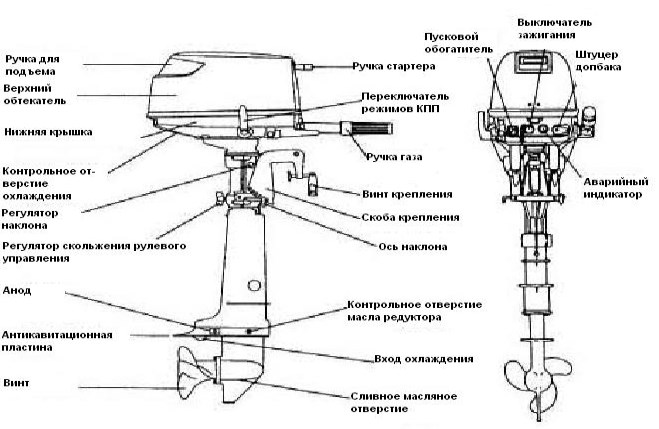 Ручка для
подъема
Верхний
обтекатель
Нижняя крышка
Контрольное от-
верстие
охлаждения
Регулятор
наклона
Регулятор скольжения рулевого
управления
Анод
Антикавитационная
пластина
Винт
Ручка стартера
Переключатель
режимов КПП
Ручка газа
Винт крепления
Скоба крепления
Ось наклона
Контрольное отверстие
масла редуктора
Вход охлаждения
Сливное масляное
отверстие
Выключатель
зажигания
Пусковой
обогатитель
Штуцер
допбака
Аварийный
индикатор